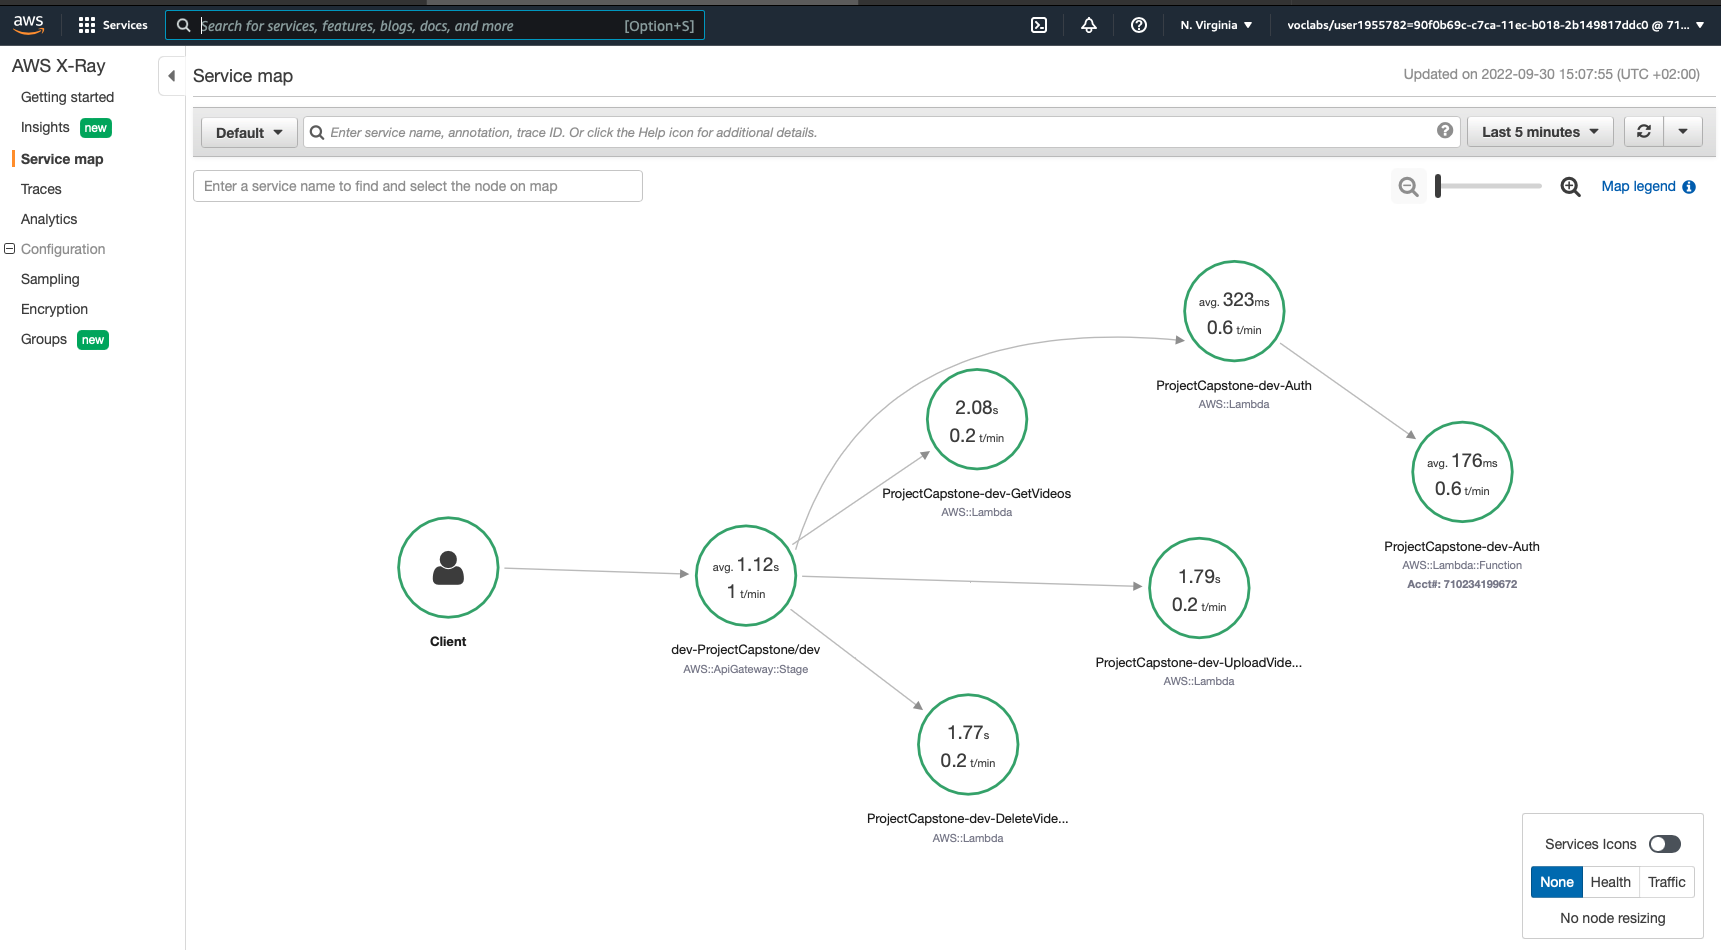 aws
Services
Search for services, features, blogs, docs, and more
[Option+S]
N. Virginia
voclabs/user1955782=90f0b69c-c7ca-11ec-b018-2b149817ddc0 @ 71...
AWS X-Ray
Getting started
Insights new
Service map
Traces
Analytics
Configuration
Sampling
Encryption
Groups new
Service map
Updated on 2022-09-30 15:07:55 (UTC +02:00)
Default
Enter service name, annotation, trace ID. Or click the Help icon for additional details.
Last 5 minutes
Enter a service name to find and select the node on map
Map legend
avg. 323ms
0.6 t/min
ProjectCapstone-dev-Auth
AWS::Lambda
2.08s
0.2 t/min
ProjectCapstone-dev-GetVideos
AWS::Lambda
avg. 176ms
0.6 t/min
ProjectCapstone-dev-Auth
AWS::Lambda::Function
Acct#: 710234199672
Client
avg. 1.12s
1 t/min
dev-ProjectCapstone/dev
AWS::ApiGateway::Stage
1.79s
0.2 t/min
ProjectCapstone-dev-UploadVide...
AWS::Lambda
1.77s
0.2 t/min
ProjectCapstone-dev-DeleteVide...
AWS::Lambda
Services Icons
None Health Traffic
No node resizing